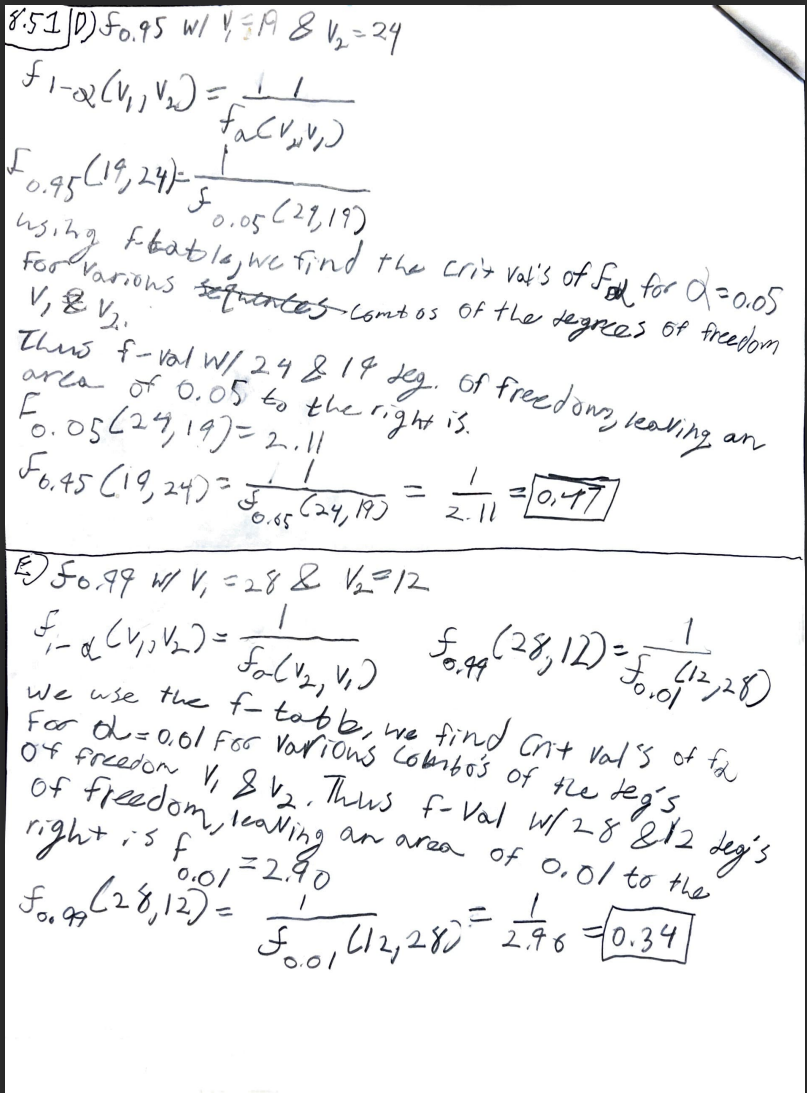 8.51 D) f0.95 w/ V₁=19 & V₂=24
f1-α(V₁, V₂) = 1 / fα(V₂, V₁)
f0.95(19,24) = 1 / f0.05(24,19)
using f-table, we find the crit val's of fα for α=0.05
for various combos of the degrees of freedom
V₁ & V₂.
Thus f-val w/ 24 & 19 deg. of freedom, leaving an
area of 0.05 to the right is.
F0.05(24,19) = 2.11
f0.95(19,24) = 1 / f0.05(24,19) = 1 / 2.11 = 0.47
E) f0.99 w/ V₁ = 28 & V₂=12
f1-α(V₁, V₂) = 1 / fα(V₂, V₁) f0.99(28,12) = 1 / f0.01(12,28)
We use the f-table, we find crit val's of fα
For α=0.01 For various combo's of the deg's
of freedom V₁ & V₂. Thus f-val w/ 28 & 12 deg's
of freedom, leaving an area of 0.01 to the
right is f0.01 = 2.90
f0.99(28,12) = 1 / f0.01(12,28) = 1 / 2.90 = 0.34